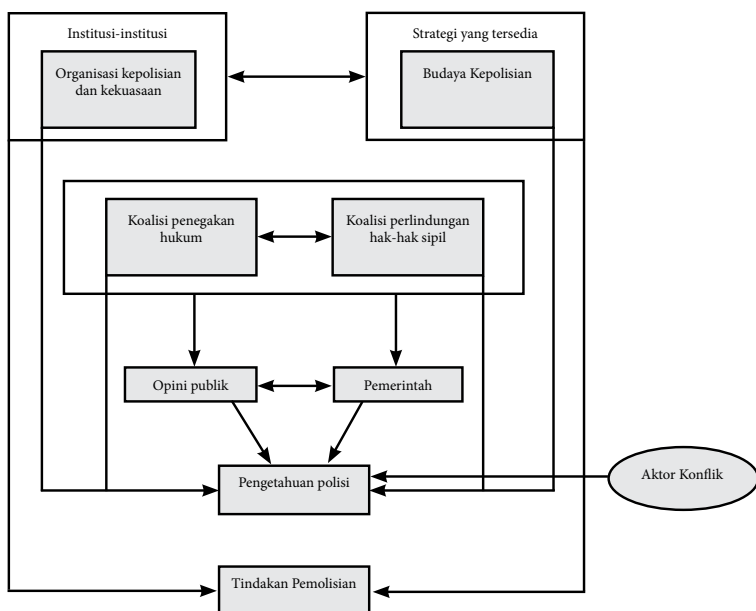 Institusi-institusi
Strategi yang tersedia
Organisasi kepolisian
dan kekuasaan
Budaya Kepolisian
Koalisi penegakan
hukum
Koalisi perlindungan
hak-hak sipil
Opini publik
Pemerintah
Pengetahuan polisi
Aktor Konflik
Tindakan Pemolisian